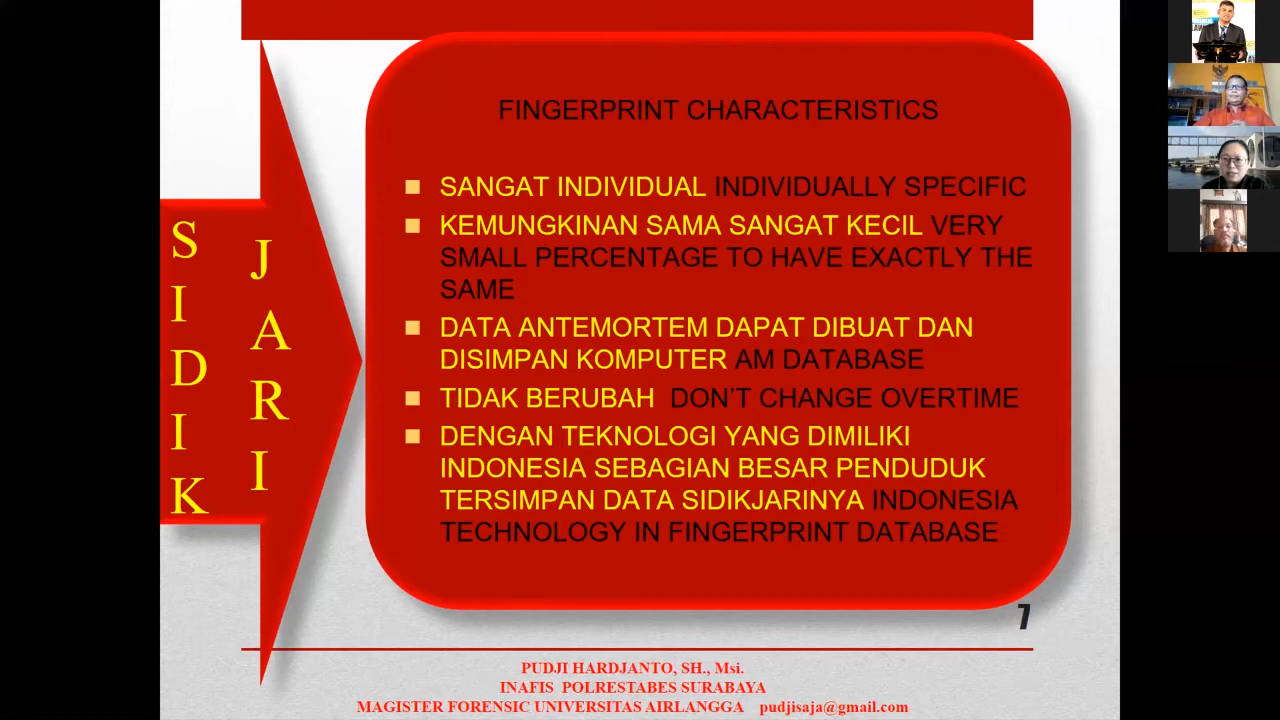 SIDIK
JARI
FINGERPRINT CHARACTERISTICS
SANGAT INDIVIDUAL INDIVIDUALLY SPECIFIC
KEMUNGKINAN SAMA SANGAT KECIL VERY
SMALL PERCENTAGE TO HAVE EXACTLY THE
SAME
DATA ANTEMORTEM DAPAT DIBUAT DAN
DISIMPAN KOMPUTER AM DATABASE
TIDAK BERUBAH DON'T CHANGE OVERTIME
DENGAN TEKNOLOGI YANG DIMILIKI
INDONESIA SEBAGIAN BESAR PENDUDUK
TERSIMPAN DATA SIDIKJARINYA INDONESIA
TECHNOLOGY IN FINGERPRINT DATABASE
7
PUDJI HARDJANTO, SH., Msi.
INAFIS POLRESTABES SURABAYA
MAGISTER FORENSIC UNIVERSITAS AIRLANGGA pudjisaja@gmail.com